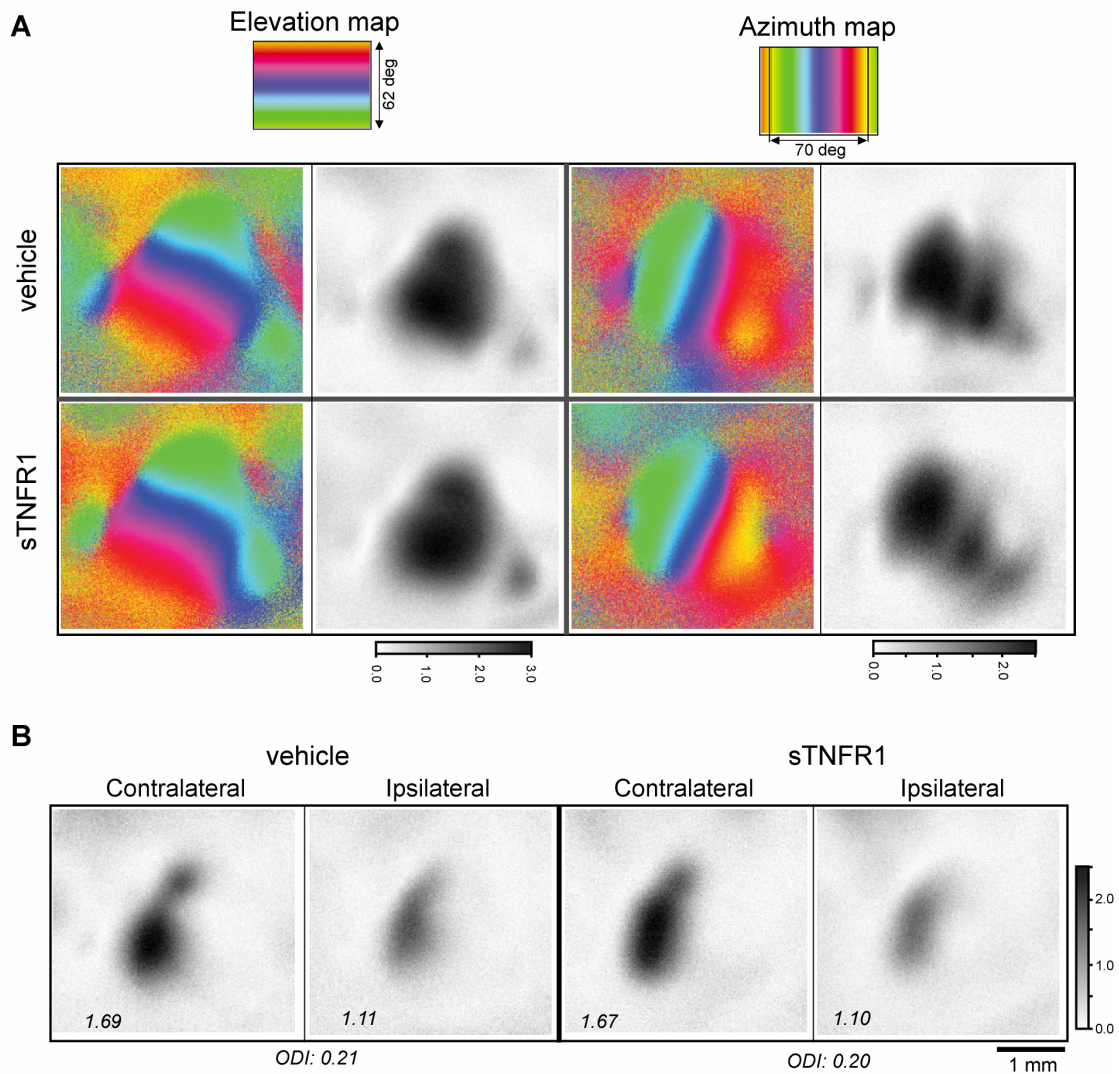 A
Elevation map
62 deg
Azimuth map
70 deg
vehicle
sTNFR1
0.0 1.0 2.0 3.0
0.0 1.0 2.0
B
vehicle
sTNFR1
Contralateral
Ipsilateral
Contralateral
Ipsilateral
1.69
1.11
1.67
1.10
2.0
1.0
0.0
ODI: 0.21
ODI: 0.20
1 mm